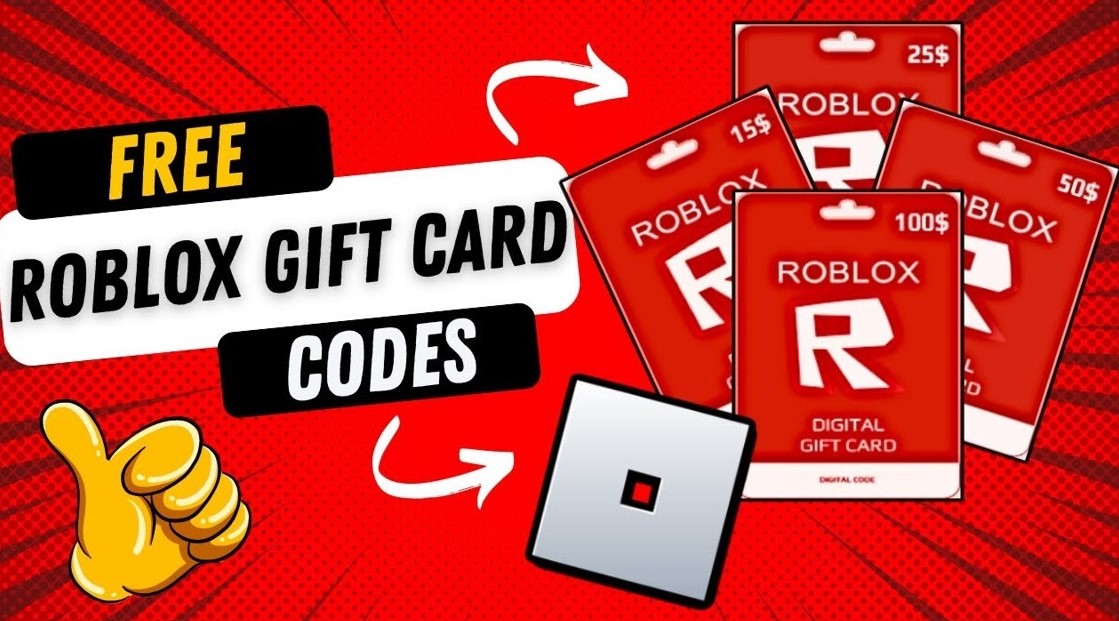 FREE
ROBLOX GIFT CARD
CODES
25$
ROBLOX
15$
ROBLOX
50$
ROBLOX
100$
ROBLOX
DIGITAL
GIFT CARD
DIGITAL CODE